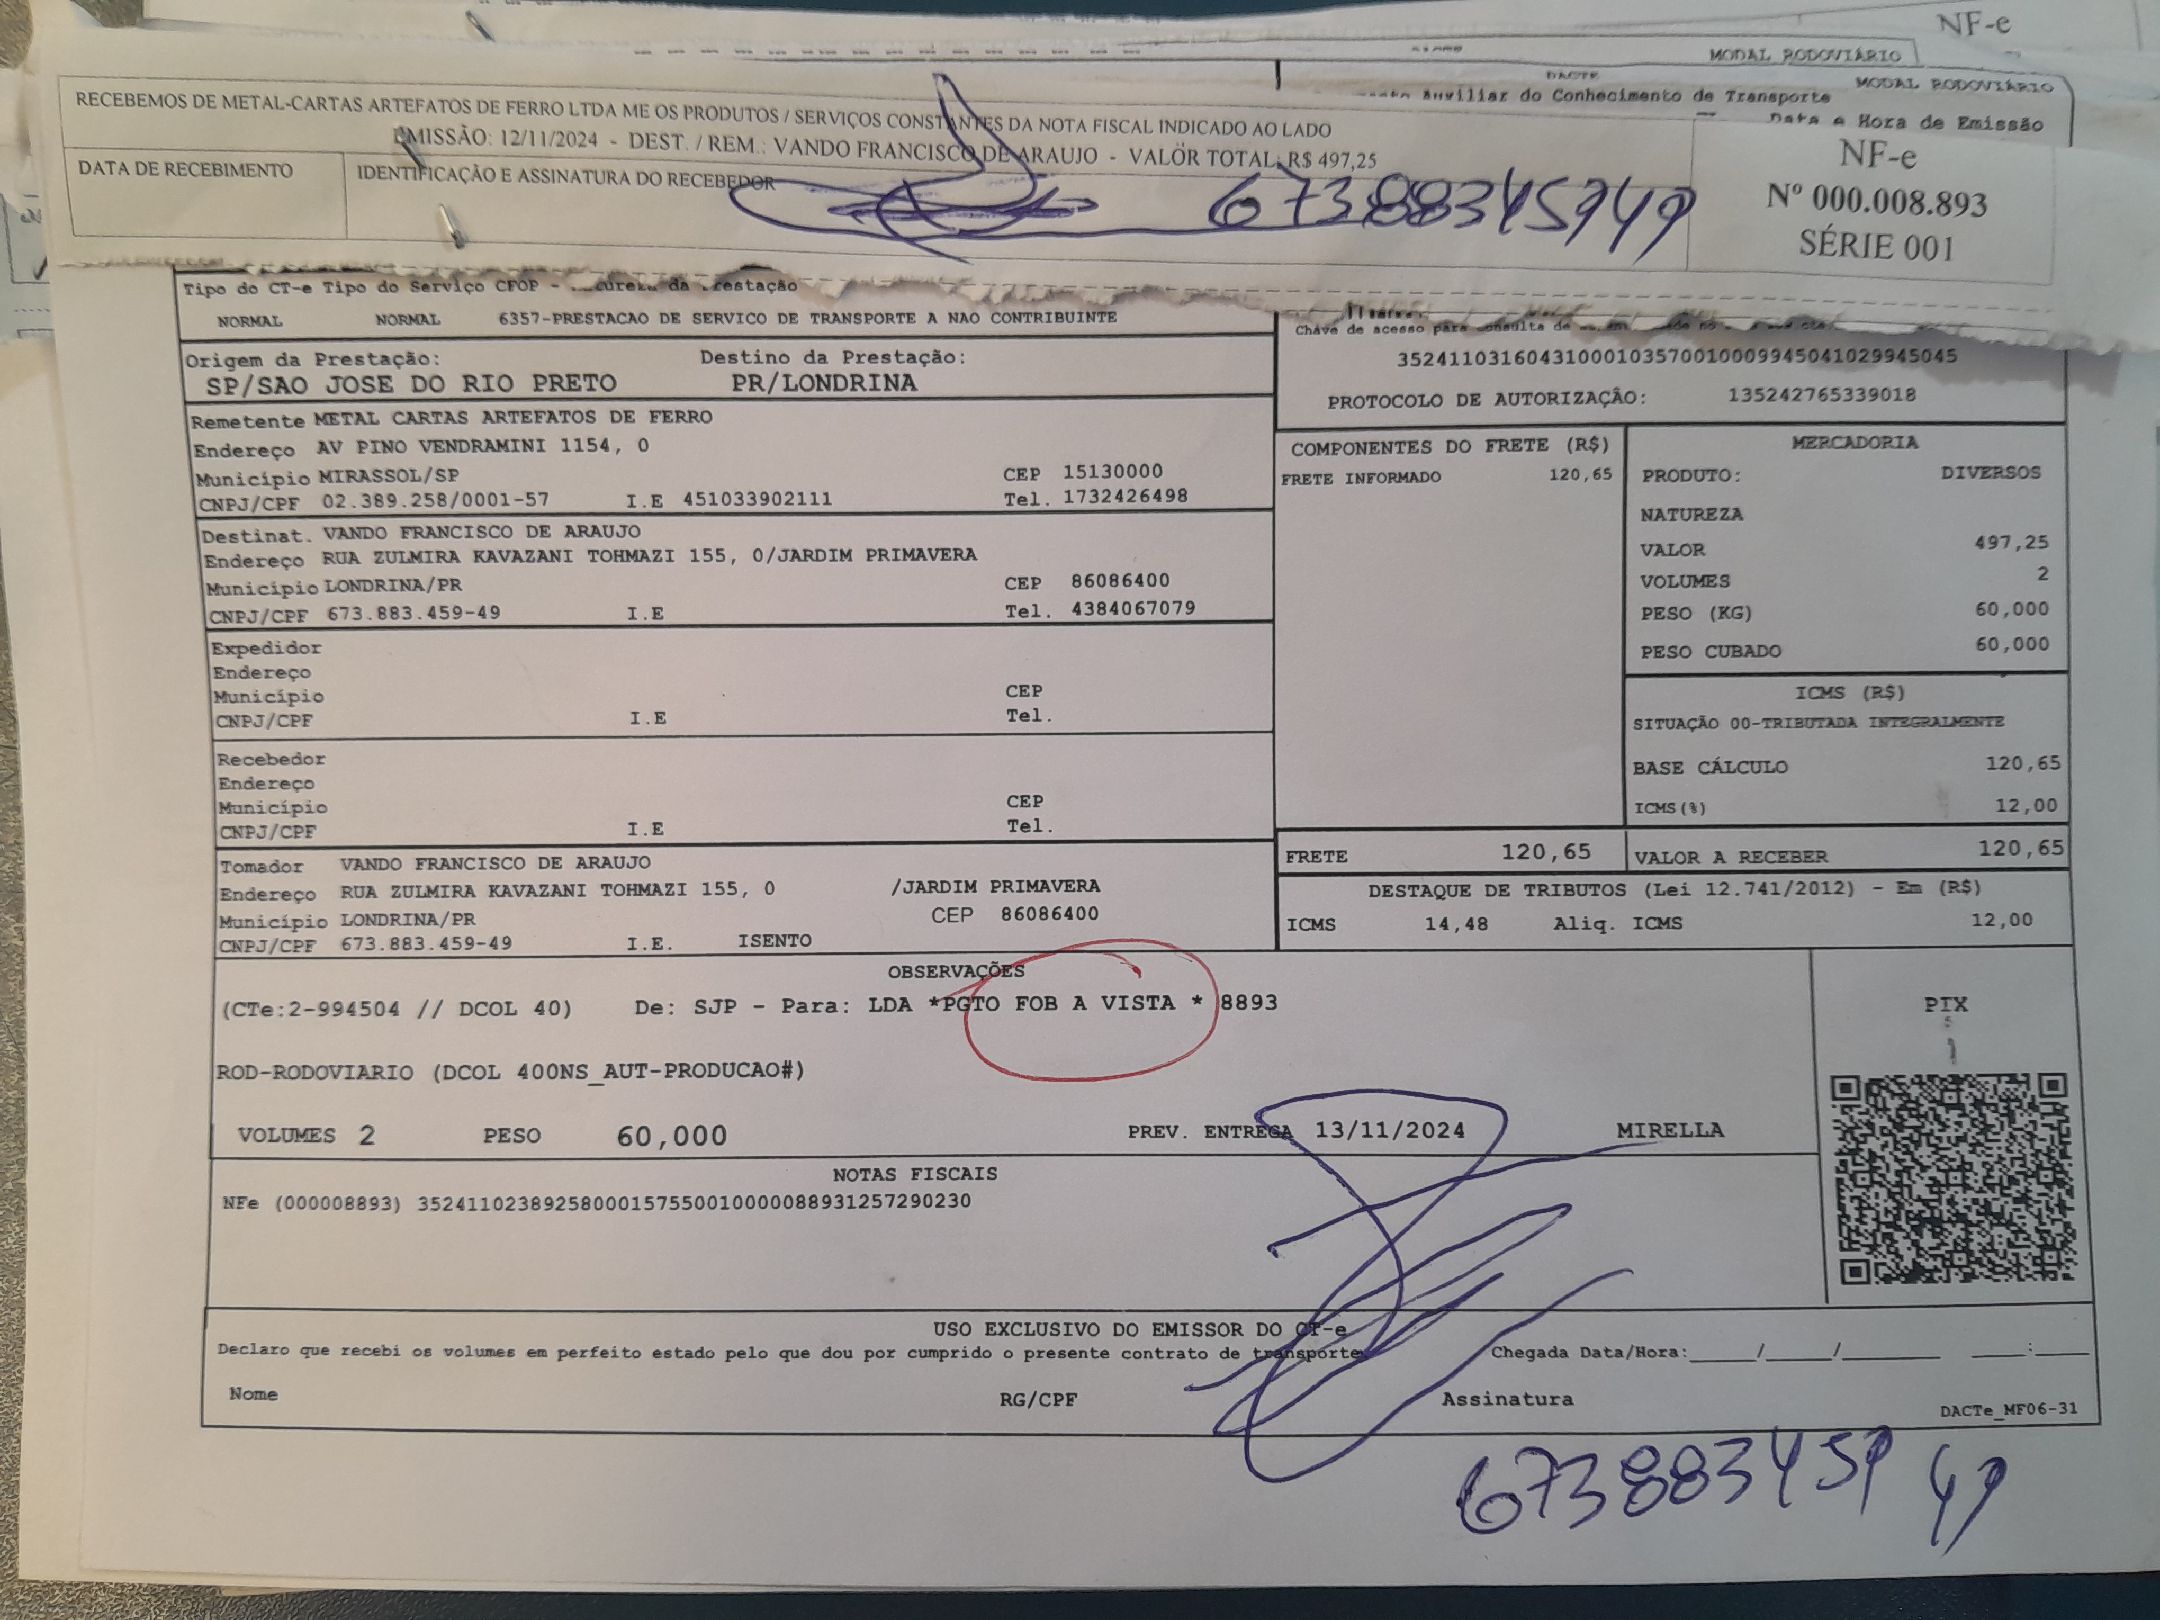 NF-e
MODAL RODOVIÁRIO
DACTE
MODAL RODOVIÁRIO
Auxiliar do Conhecimento de Transporte
Data e Hora de Emissão
RECEBEMOS DE METAL-CARTAS ARTEFATOS DE FERRO LTDA ME OS PRODUTOS / SERVIÇOS CONSTANTES DA NOTA FISCAL INDICADO AO LADO
EMISSÃO: 12/11/2024 - DEST. / REM.: VANDO FRANCISCO DE ARAUJO - VALOR TOTAL: R$ 497,25
DATA DE RECEBIMENTO
IDENTIFICAÇÃO E ASSINATURA DO RECEBEDOR
67388345949
NF-e
Nº 000.008.893
SÉRIE 001
Tipo do CT-e Tipo do Serviço CFOP - Natureza da Prestação
NORMAL NORMAL 6357-PRESTACAO DE SERVICO DE TRANSPORTE A NAO CONTRIBUINTE
Chave de acesso para consulta de
35241103160431000103570010009945041029945045
PROTOCOLO DE AUTORIZAÇÃO: 135242765339018
Origem da Prestação: Destino da Prestação:
SP/SAO JOSE DO RIO PRETO PR/LONDRINA
Remetente METAL CARTAS ARTEFATOS DE FERRO
Endereço AV PINO VENDRAMINI 1154, 0
Município MIRASSOL/SP CEP 15130000
CNPJ/CPF 02.389.258/0001-57 I.E 451033902111 Tel. 1732426498
Destinat. VANDO FRANCISCO DE ARAUJO
Endereço RUA ZULMIRA KAVAZANI TOHMAZI 155, 0/JARDIM PRIMAVERA
Município LONDRINA/PR CEP 86086400
CNPJ/CPF 673.883.459-49 I.E Tel. 4384067079
Expedidor
Endereço
Município CEP
CNPJ/CPF I.E Tel.
Recebedor
Endereço
Município CEP
CNPJ/CPF I.E Tel.
Tomador VANDO FRANCISCO DE ARAUJO
Endereço RUA ZULMIRA KAVAZANI TOHMAZI 155, 0 /JARDIM PRIMAVERA
Município LONDRINA/PR CEP 86086400
CNPJ/CPF 673.883.459-49 I.E. ISENTO
COMPONENTES DO FRETE (R$)
FRETE INFORMADO 120,65
MERCADORIA
PRODUTO: DIVERSOS
NATUREZA
VALOR 497,25
VOLUMES 2
PESO (KG) 60,000
PESO CUBADO 60,000
ICMS (R$)
SITUAÇÃO 00-TRIBUTADA INTEGRALMENTE
BASE CÁLCULO 120,65
ICMS(%) 12,00
FRETE 120,65 VALOR A RECEBER 120,65
DESTAQUE DE TRIBUTOS (Lei 12.741/2012) - Em (R$)
ICMS 14,48 Aliq. ICMS 12,00
OBSERVAÇÕES
(CTe:2-994504 // DCOL 40) De: SJP - Para: LDA *PGTO FOB A VISTA * 8893
ROD-RODOVIARIO (DCOL 400NS_AUT-PRODUCAO#)
VOLUMES 2 PESO 60,000 PREV. ENTREGA 13/11/2024 MIRELLA
PIX
NOTAS FISCAIS
NFe (000008893) 35241102389258000157550010000088931257290230
USO EXCLUSIVO DO EMISSOR DO CT-e
Declaro que recebi os volumes em perfeito estado pelo que dou por cumprido o presente contrato de transporte. Chegada Data/Hora:_____/_____/_______ ____:____
Nome RG/CPF Assinatura
DACTe_MF06-31
673883459 49